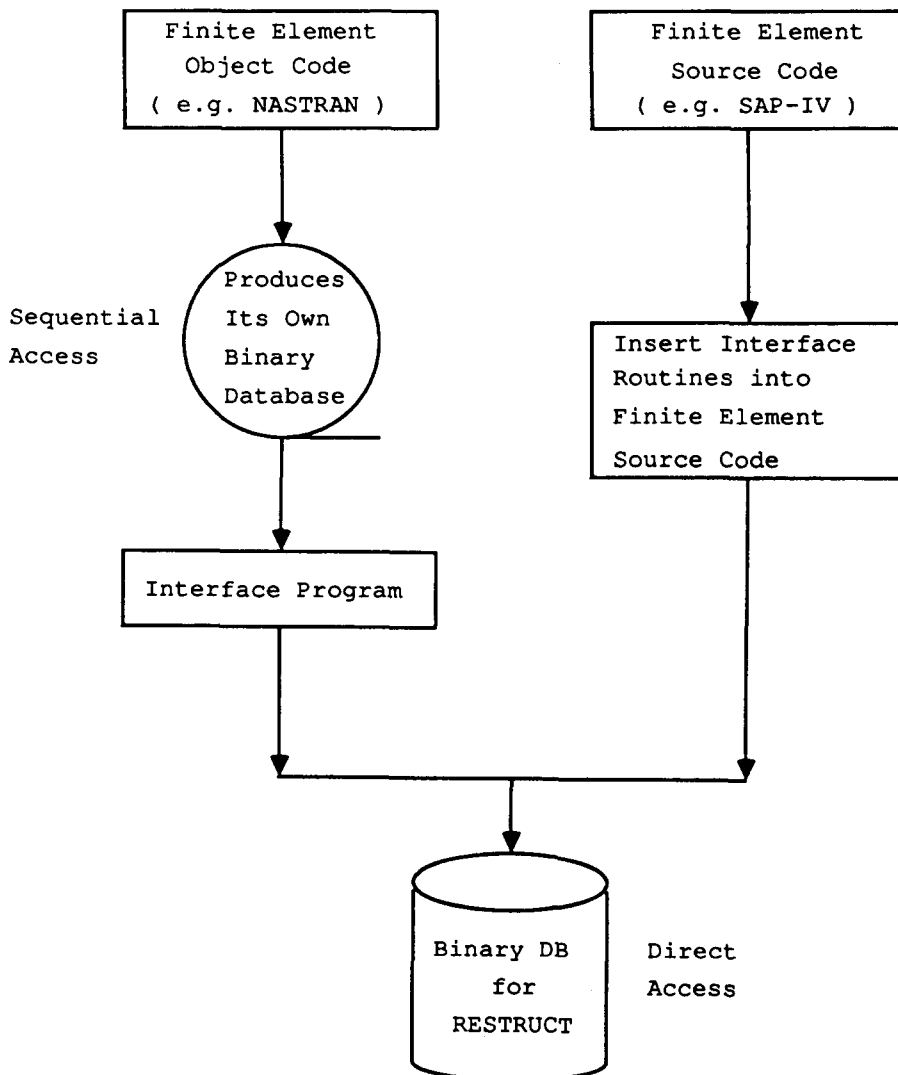 Finite Element
Object Code
( e.g. NASTRAN )
Finite Element
Source Code
( e.g. SAP-IV )
Sequential
Access
Produces
Its Own
Binary
Database
Insert Interface
Routines into
Finite Element
Source Code
Interface Program
Binary DB
for
RESTRUCT
Direct
Access